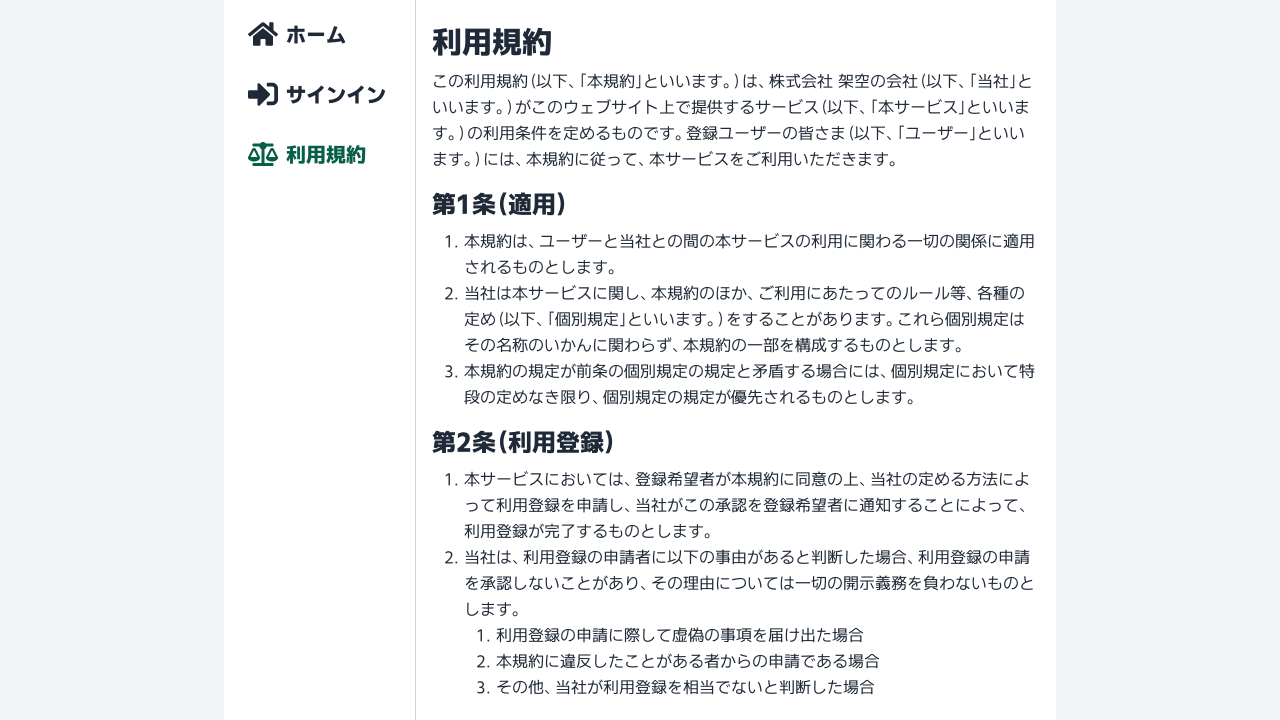 ホーム
サインイン
利用規約
利用規約
この利用規約（以下、「本規約」といいます。）は、株式会社 架空の会社（以下、「当社」と
いいます。）がこのウェブサイト上で提供するサービス（以下、「本サービス」といいま
す。）の利用条件を定めるものです。登録ユーザーの皆さま（以下、「ユーザー」といい
ます。）には、本規約に従って、本サービスをご利用いただきます。
第1条（適用）
1. 本規約は、ユーザーと当社との間の本サービスの利用に関わる一切の関係に適用
されるものとします。
2. 当社は本サービスに関し、本規約のほか、ご利用にあたってのルール等、各種の
定め（以下、「個別規定」といいます。）をすることがあります。これら個別規定は
その名称のいかんに関わらず、本規約の一部を構成するものとします。
3. 本規約の規定が前条の個別規定の規定と矛盾する場合には、個別規定において特
段の定めなき限り、個別規定の規定が優先されるものとします。
第2条（利用登録）
1. 本サービスにおいては、登録希望者が本規約に同意の上、当社の定める方法によ
って利用登録を申請し、当社がこの承認を登録希望者に通知することによって、
利用登録が完了するものとします。
2. 当社は、利用登録の申請者に以下の事由があると判断した場合、利用登録の申請
を承認しないことがあり、その理由については一切の開示義務を負わないものと
します。
1. 利用登録の申請に際して虚偽の事項を届け出た場合
2. 本規約に違反したことがある者からの申請である場合
3. その他、当社が利用登録を相当でないと判断した場合